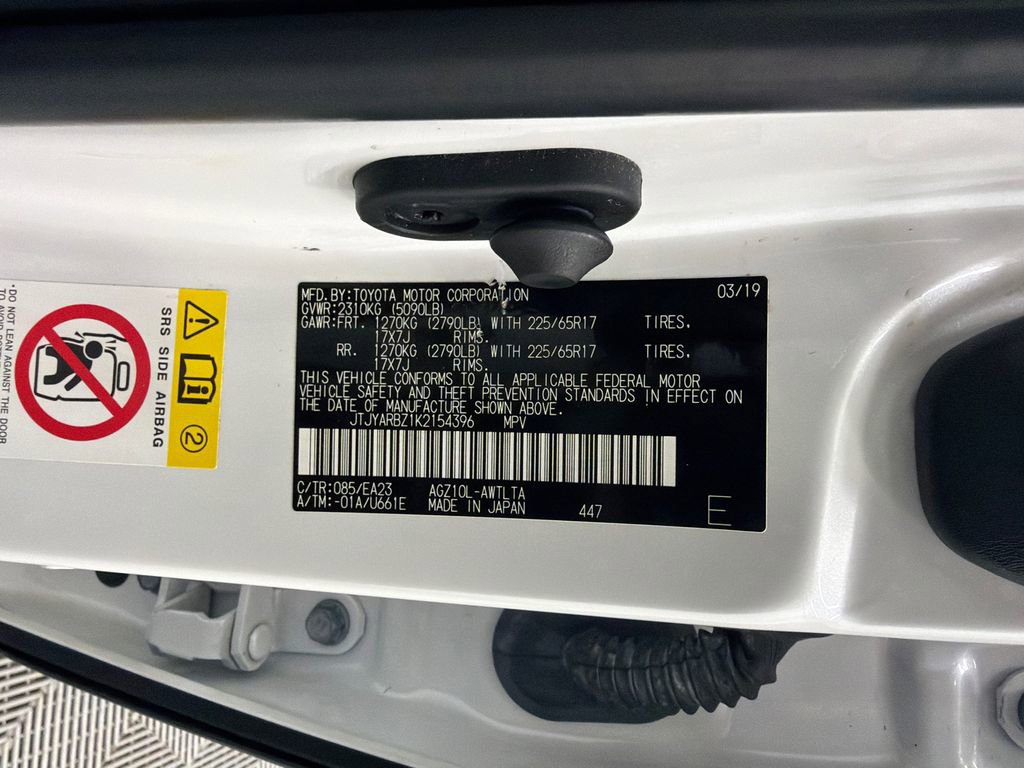 MFD.BY:TOYOTA MOTOR CORPORATION 03/19
GVWR:2310KG (5090LB)
GAWR:FRT. 1270KG (2790LB) WITH 225/65R17 TIRES,
17X7J RIMS.
RR. 1270KG (2790LB) WITH 225/65R17 TIRES,
17X7J RIMS.
THIS VEHICLE CONFORMS TO ALL APPLICABLE FEDERAL MOTOR
VEHICLE SAFETY AND THEFT PREVENTION STANDARDS IN EFFECT ON
THE DATE OF MANUFACTURE SHOWN ABOVE.
JTJYARBZ1K2154396 MPV
C/TR:085/EA23 AGZ10L-AWTLTA
A/TM:-01A/U661E MADE IN JAPAN 447 E
2
SRS SIDE AIRBAG
•DO NOT LEAN AGAINST THE DOOR
TO AVOID